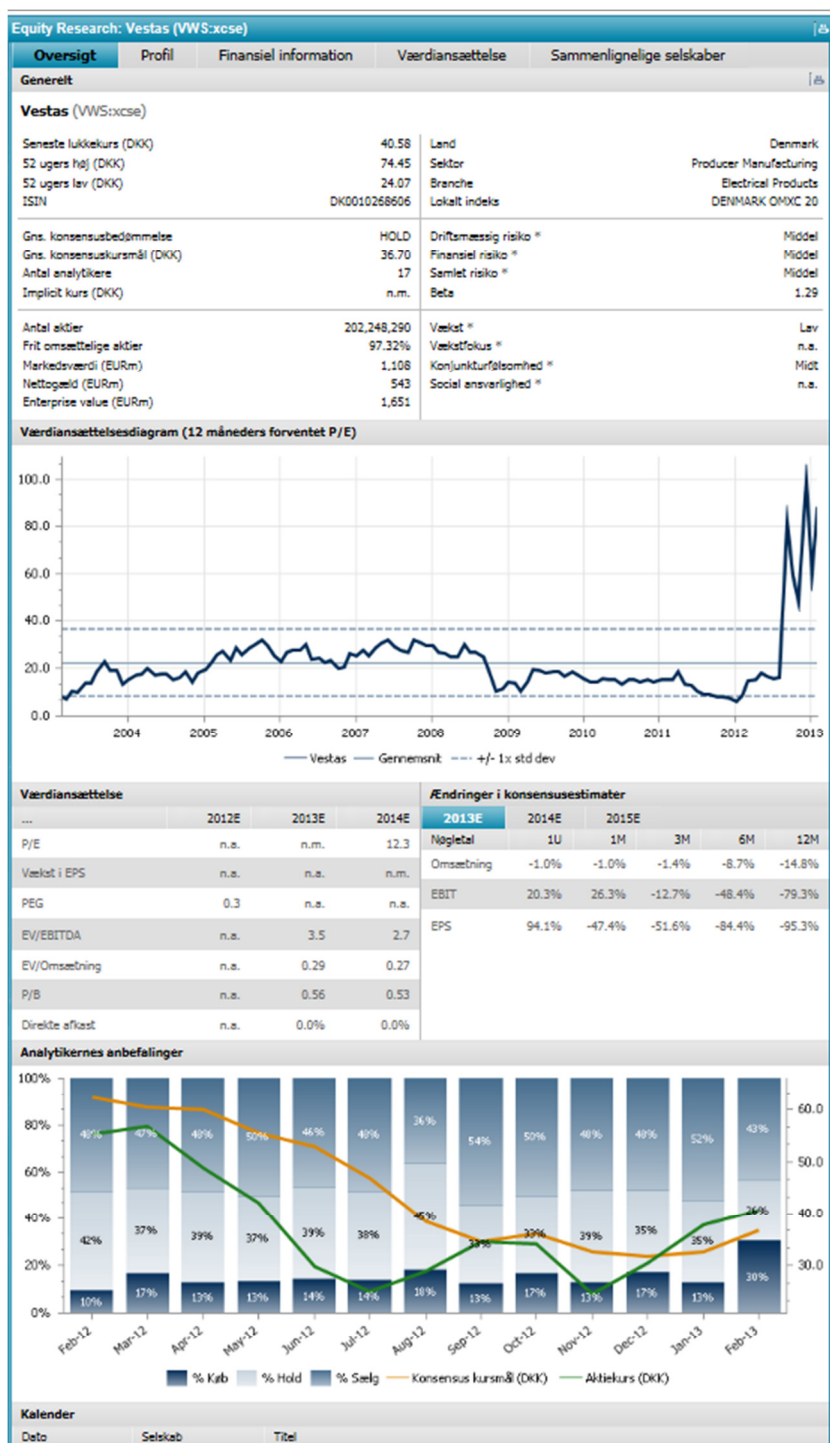 Equity Research: Vestas (VWS:xcse)
Oversigt Profil Finansiel information Værdiansættelse Sammenlignelige selskaber
Generelt
Vestas (VWS:xcse)
Seneste lukkekurs (DKK) 40.58 Land Denmark
52 ugers høj (DKK) 74.45 Sektor Producer Manufacturing
52 ugers lav (DKK) 24.07 Branche Electrical Products
ISIN DK0010268606 Lokalt indeks DENMARK OMXC 20
Gns. konsensusbedømmelse HOLD Driftsmæssig risiko * Middel
Gns. konsensuskursmål (DKK) 36.70 Finansiel risiko * Middel
Antal analytikere 17 Samlet risiko * Middel
Implicit kurs (DKK) n.m. Beta 1.29
Antal aktier 202,248,290 Vækst * Lav
Frit omsættelige aktier 97.32% Vækstfokus * n.a.
Markedsværdi (EURm) 1,108 Konjunkturfølsomhed * Midt
Nettogæld (EURm) 543 Social ansvarlighed * n.a.
Enterprise value (EURm) 1,651
Værdiansættelsesdiagram (12 måneders forventet P/E)
100.0
80.0
60.0
40.0
20.0
0.0
2004 2005 2006 2007 2008 2009 2010 2011 2012 2013
Vestas Gennemsnit +/- 1x std dev
Værdiansættelse Ændringer i konsensusestimater
... 2012E 2013E 2014E 2013E 2014E 2015E
Nøgletal 1U 1M 3M 6M 12M
P/E n.a. n.m. 12.3
Omsætning -1.0% -1.0% -1.4% -8.7% -14.8%
Vækst i EPS n.a. n.a. n.m.
EBIT 20.3% 26.3% -12.7% -48.4% -79.3%
PEG 0.3 n.a. n.a.
EPS 94.1% -47.4% -51.6% -84.4% -95.3%
EV/EBITDA n.a. 3.5 2.7
EV/Omsætning n.a. 0.29 0.27
P/B n.a. 0.56 0.53
Direkte afkast n.a. 0.0% 0.0%
Analytikernes anbefalinger
100%
80% 60.0
60% 50.0
40% 40.0
20% 30.0
0%
48% 47% 48% 50% 46% 48% 36% 54% 50% 48% 48% 52% 43%
42% 37% 39% 37% 39% 38% 45% 33% 33% 39% 35% 35% 26%
10% 17% 13% 13% 14% 14% 18% 13% 17% 13% 17% 13% 30%
Feb-12 Mar-12 Apr-12 May-12 Jun-12 Jul-12 Aug-12 Sep-12 Oct-12 Nov-12 Dec-12 Jan-13 Feb-13
% Køb % Hold % Sælg Konsensus kursmål (DKK) Aktiekurs (DKK)
Kalender
Dato Selskab Titel